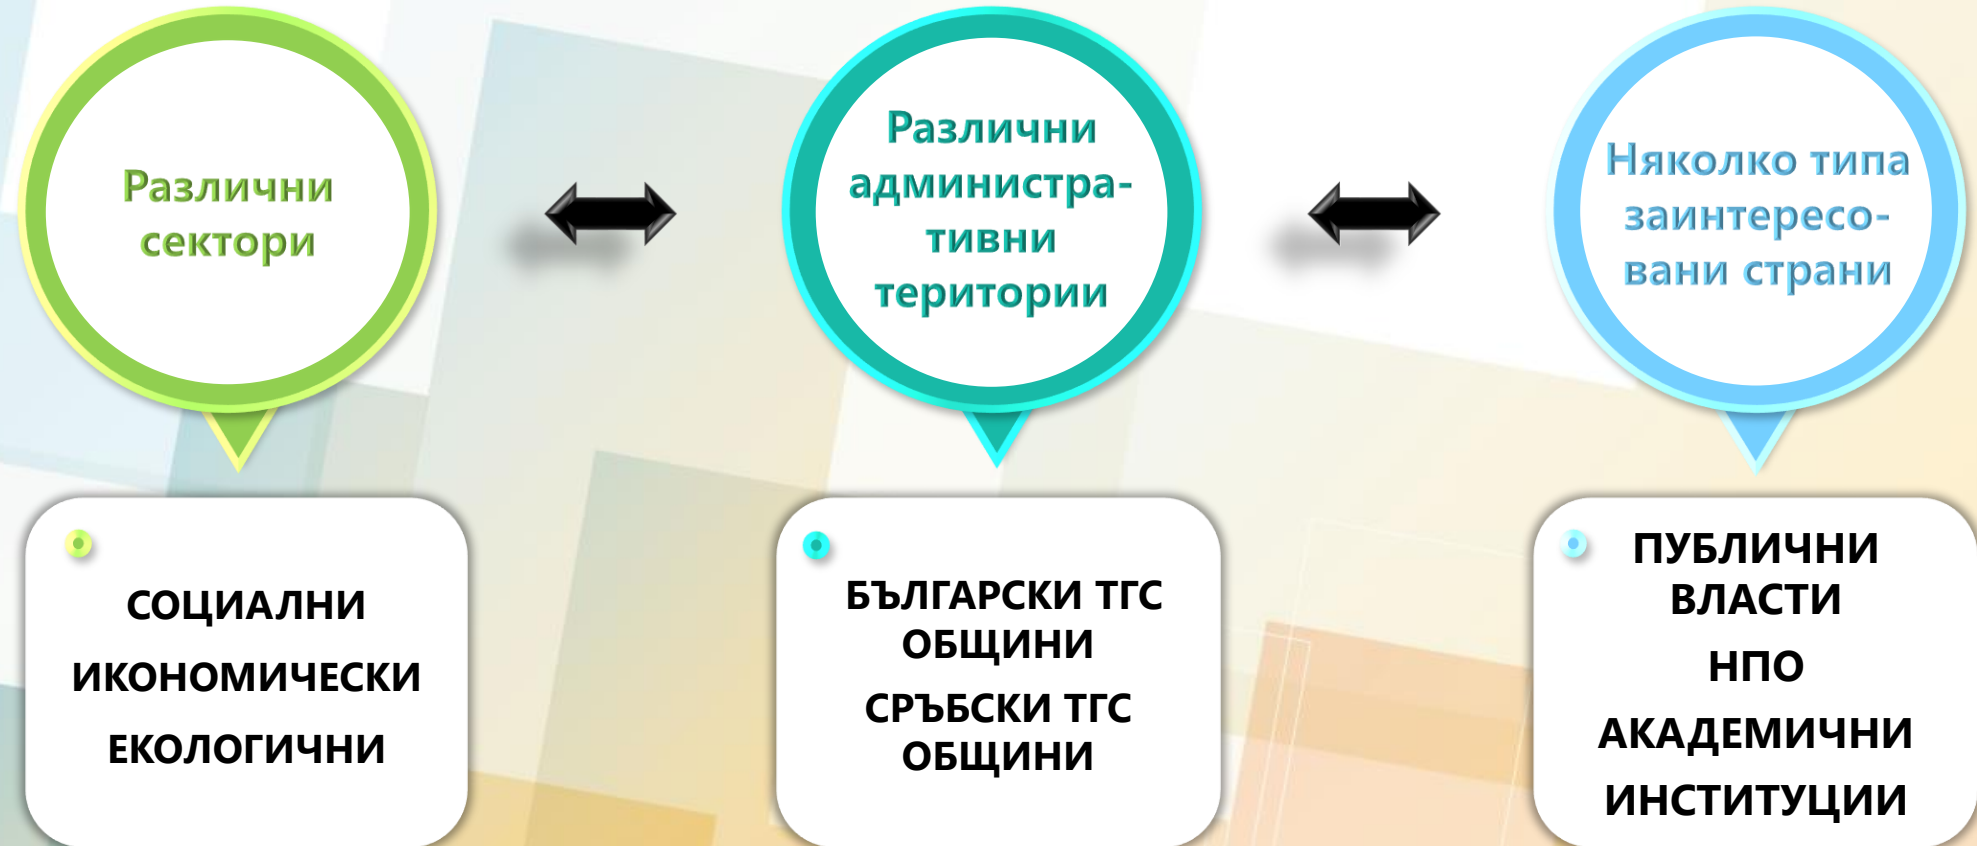 Различни
сектори
Различни
администра-
тивни
територии
Няколко типа
заинтересо-
вани страни
СОЦИАЛНИ
ИКОНОМИЧЕСКИ
ЕКОЛОГИЧНИ
БЪЛГАРСКИ ТГС
ОБЩИНИ
СРЪБСКИ ТГС
ОБЩИНИ
ПУБЛИЧНИ
ВЛАСТИ
НПО
АКАДЕМИЧНИ
ИНСТИТУЦИИ